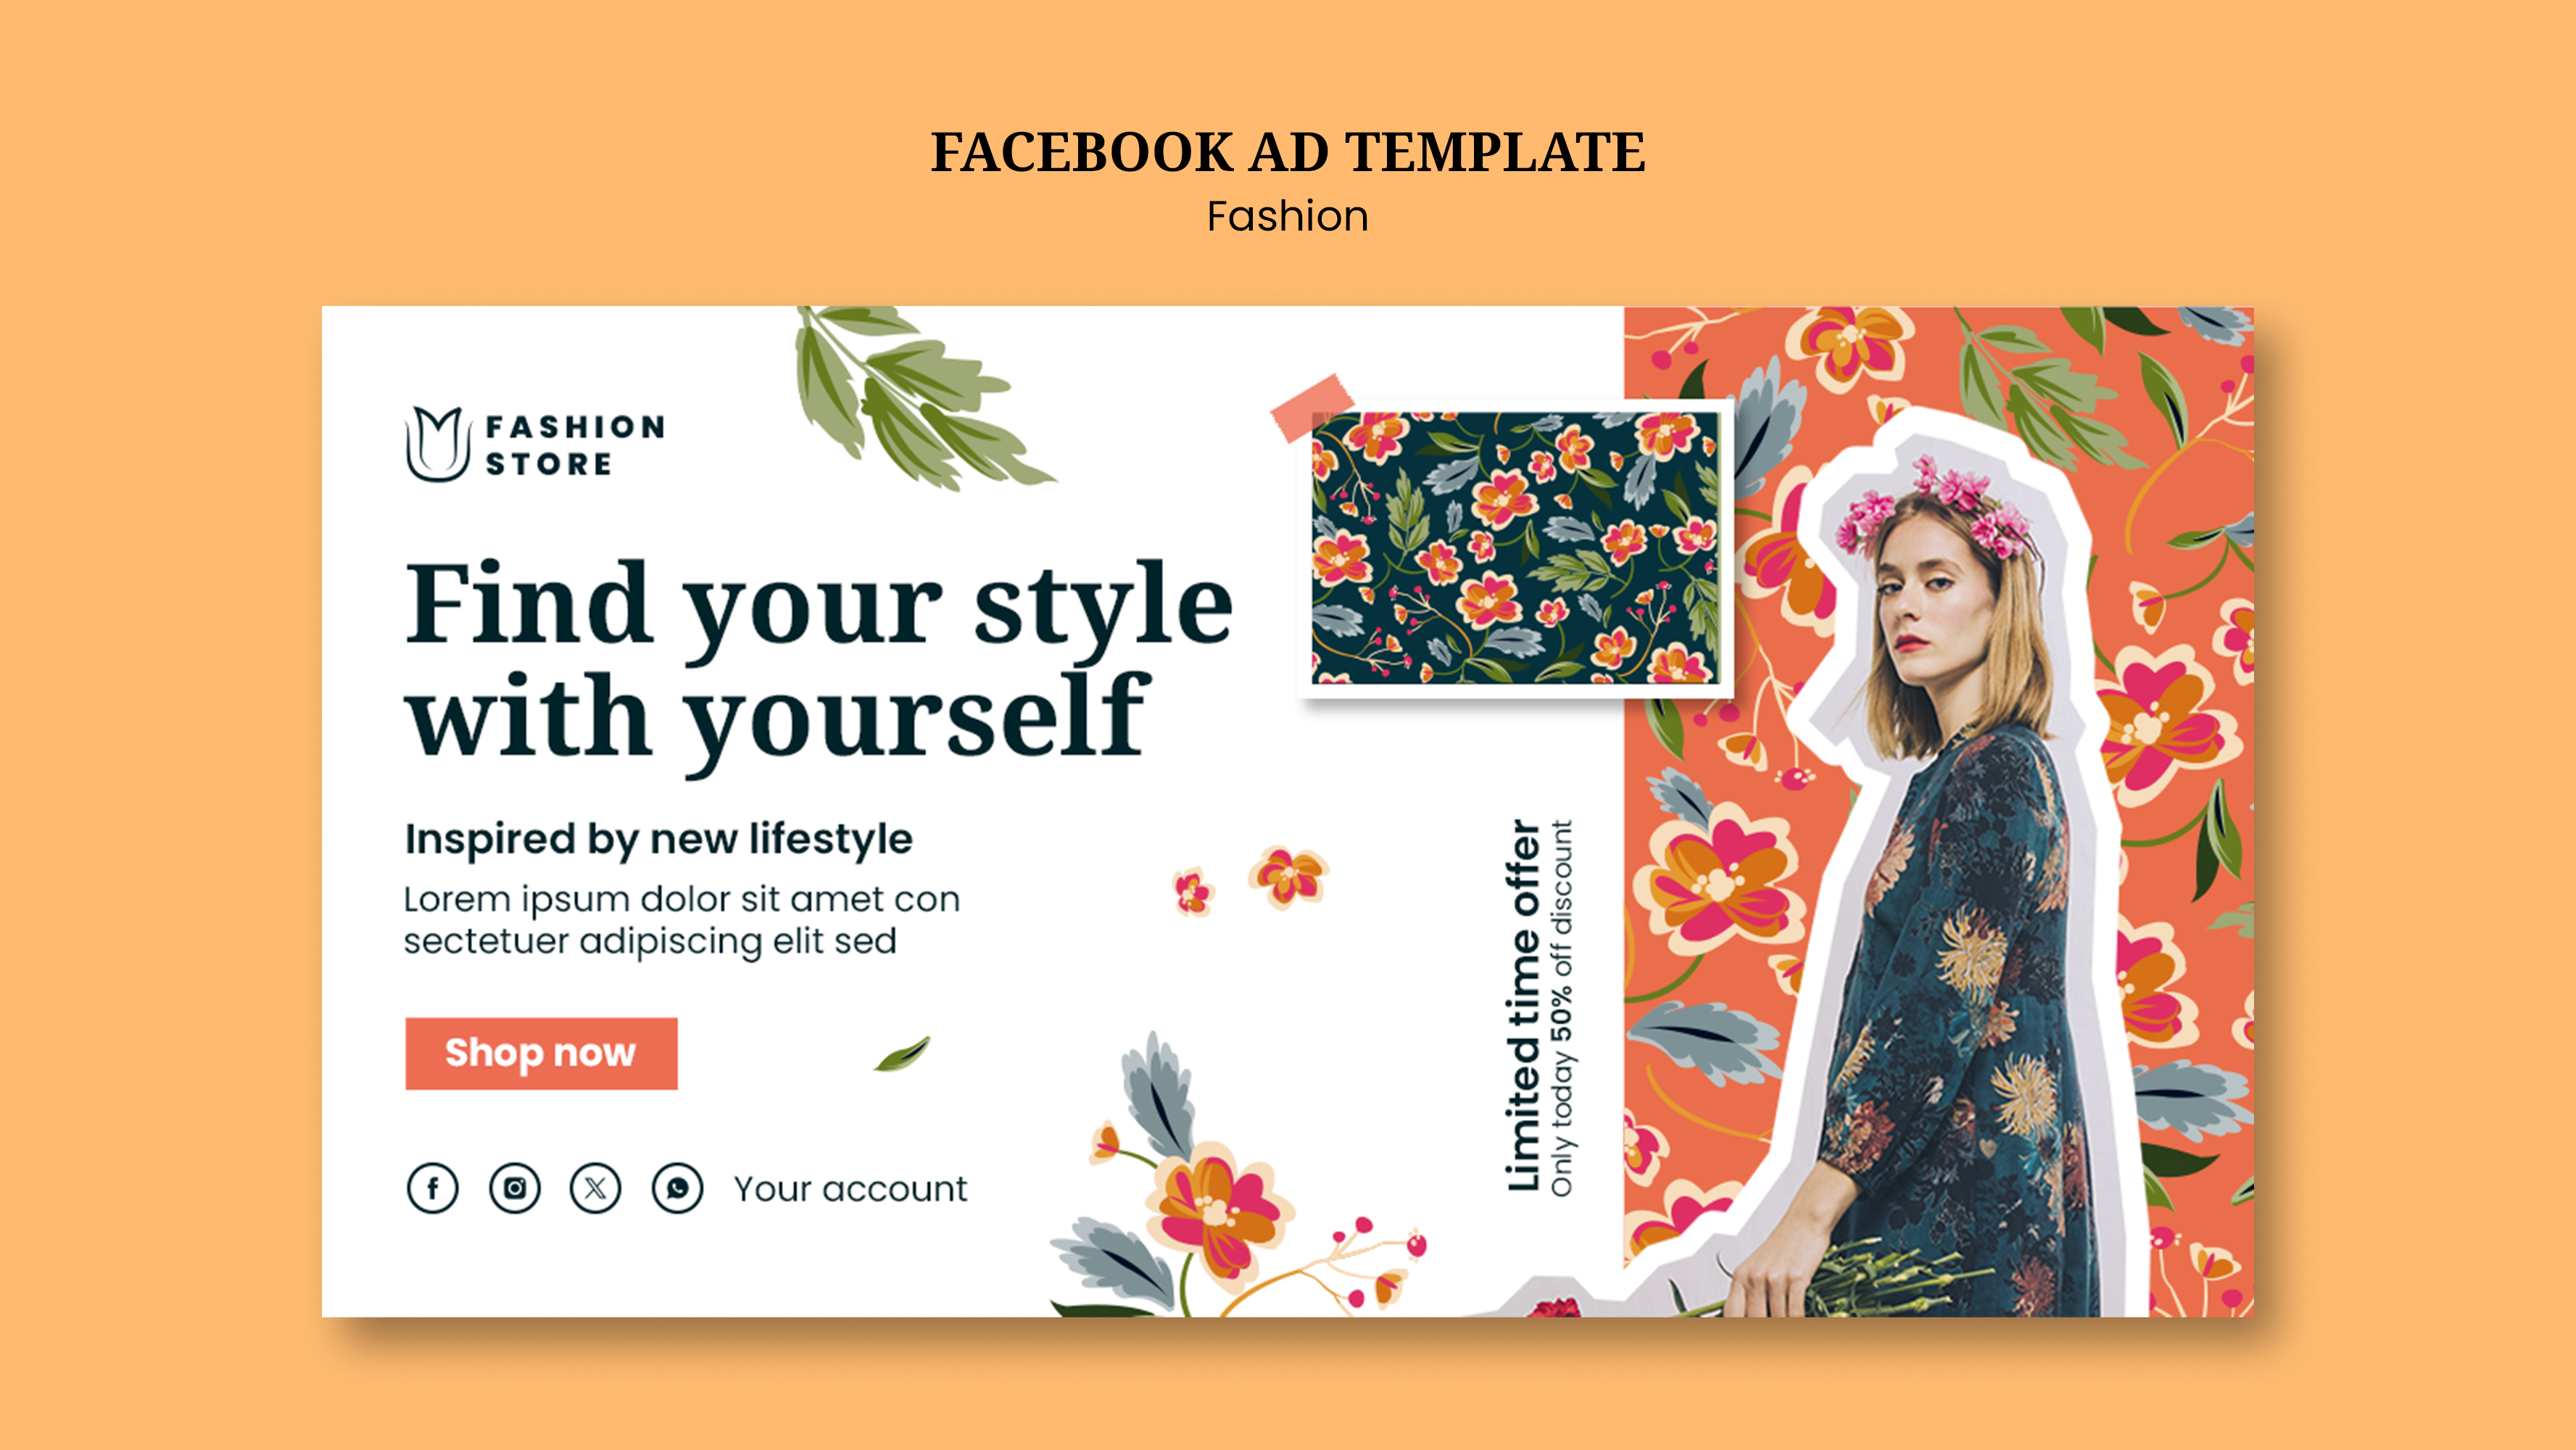 FACEBOOK AD TEMPLATE
Fashion
FASHION
STORE
Find your style
with yourself
Inspired by new lifestyle
Lorem ipsum dolor sit amet con
sectetuer adipiscing elit sed
Shop now
Your account
Limited time offer
Only today 50% off discount